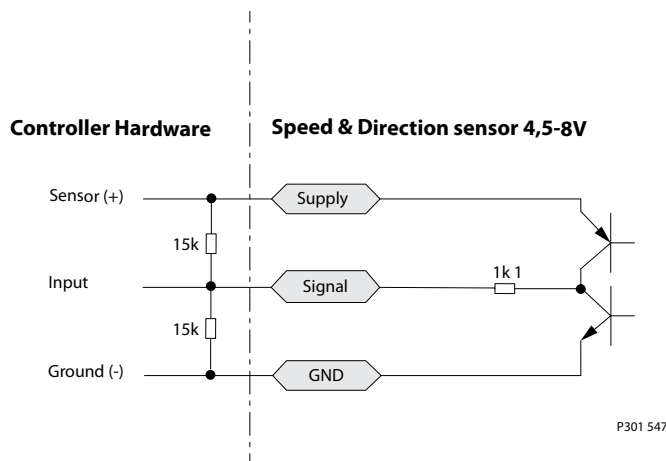 Controller Hardware
Speed & Direction sensor 4,5-8V
Sensor (+)
Supply
15k
Input
Signal
1k 1
15k
Ground (-)
GND
P301 547